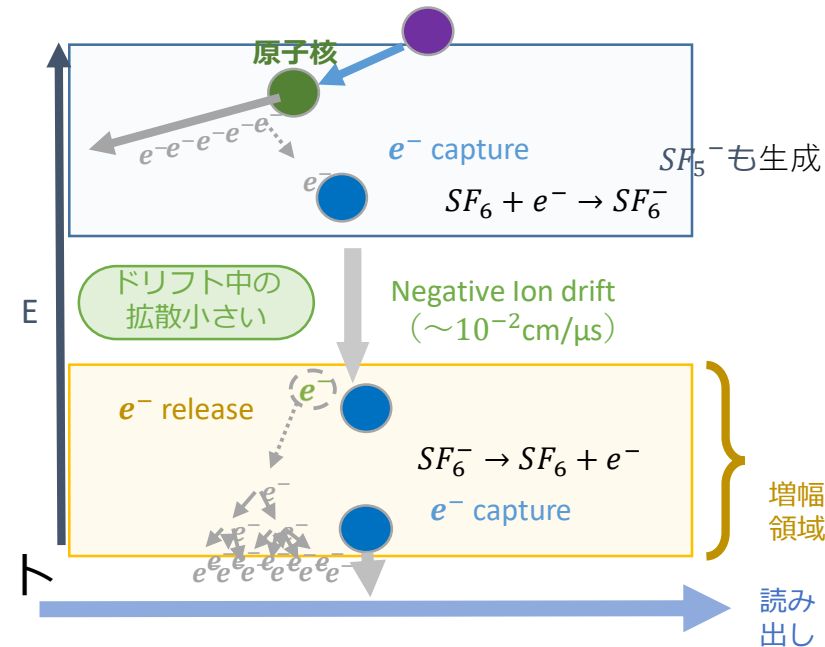 原子核
e⁻e⁻ e⁻e⁻e⁻
e⁻ capture
SF₅⁻も生成
e⁻
SF₆ + e⁻ → SF₆⁻
ドリフト中の
拡散小さい
E
Negative Ion drift
（～10⁻²cm/μs）
e⁻
e⁻ release
SF₆⁻ → SF₆ + e⁻
e⁻
e⁻ capture
増幅
領域
e⁻ e⁻
e⁻e⁻e⁻e⁻e⁻e⁻e⁻e⁻
ト
読み
出し